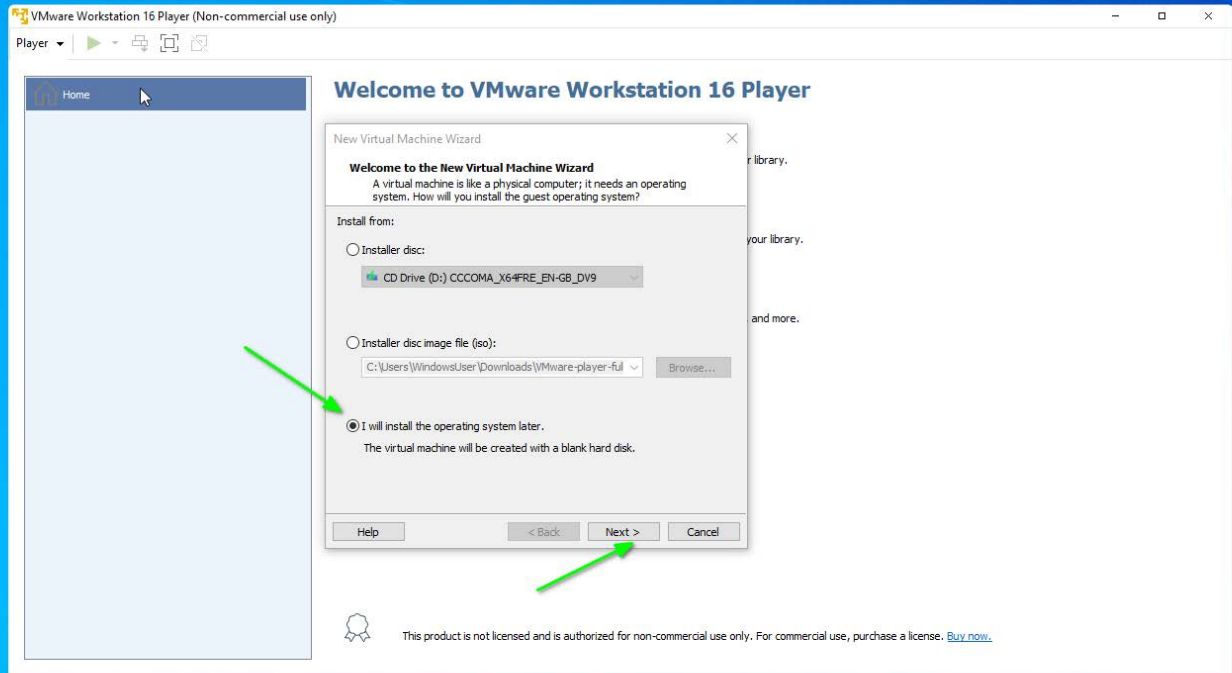 VMware Workstation 16 Player (Non-commercial use only)
Player
Home
Welcome to VMware Workstation 16 Player
New Virtual Machine Wizard
Welcome to the New Virtual Machine Wizard
A virtual machine is like a physical computer; it needs an operating
system. How will you install the guest operating system?
r library.
Install from:
your library.
Installer disc:
CD Drive (D:) CCCOMA_X64FRE_EN-GB_DV9
and more.
Installer disc image file (iso):
C:\Users\WindowsUser\Downloads\VMware-player-ful
Browse...
I will install the operating system later.
The virtual machine will be created with a blank hard disk.
Help
< Back
Next >
Cancel
This product is not licensed and is authorized for non-commercial use only. For commercial use, purchase a license. Buy now.